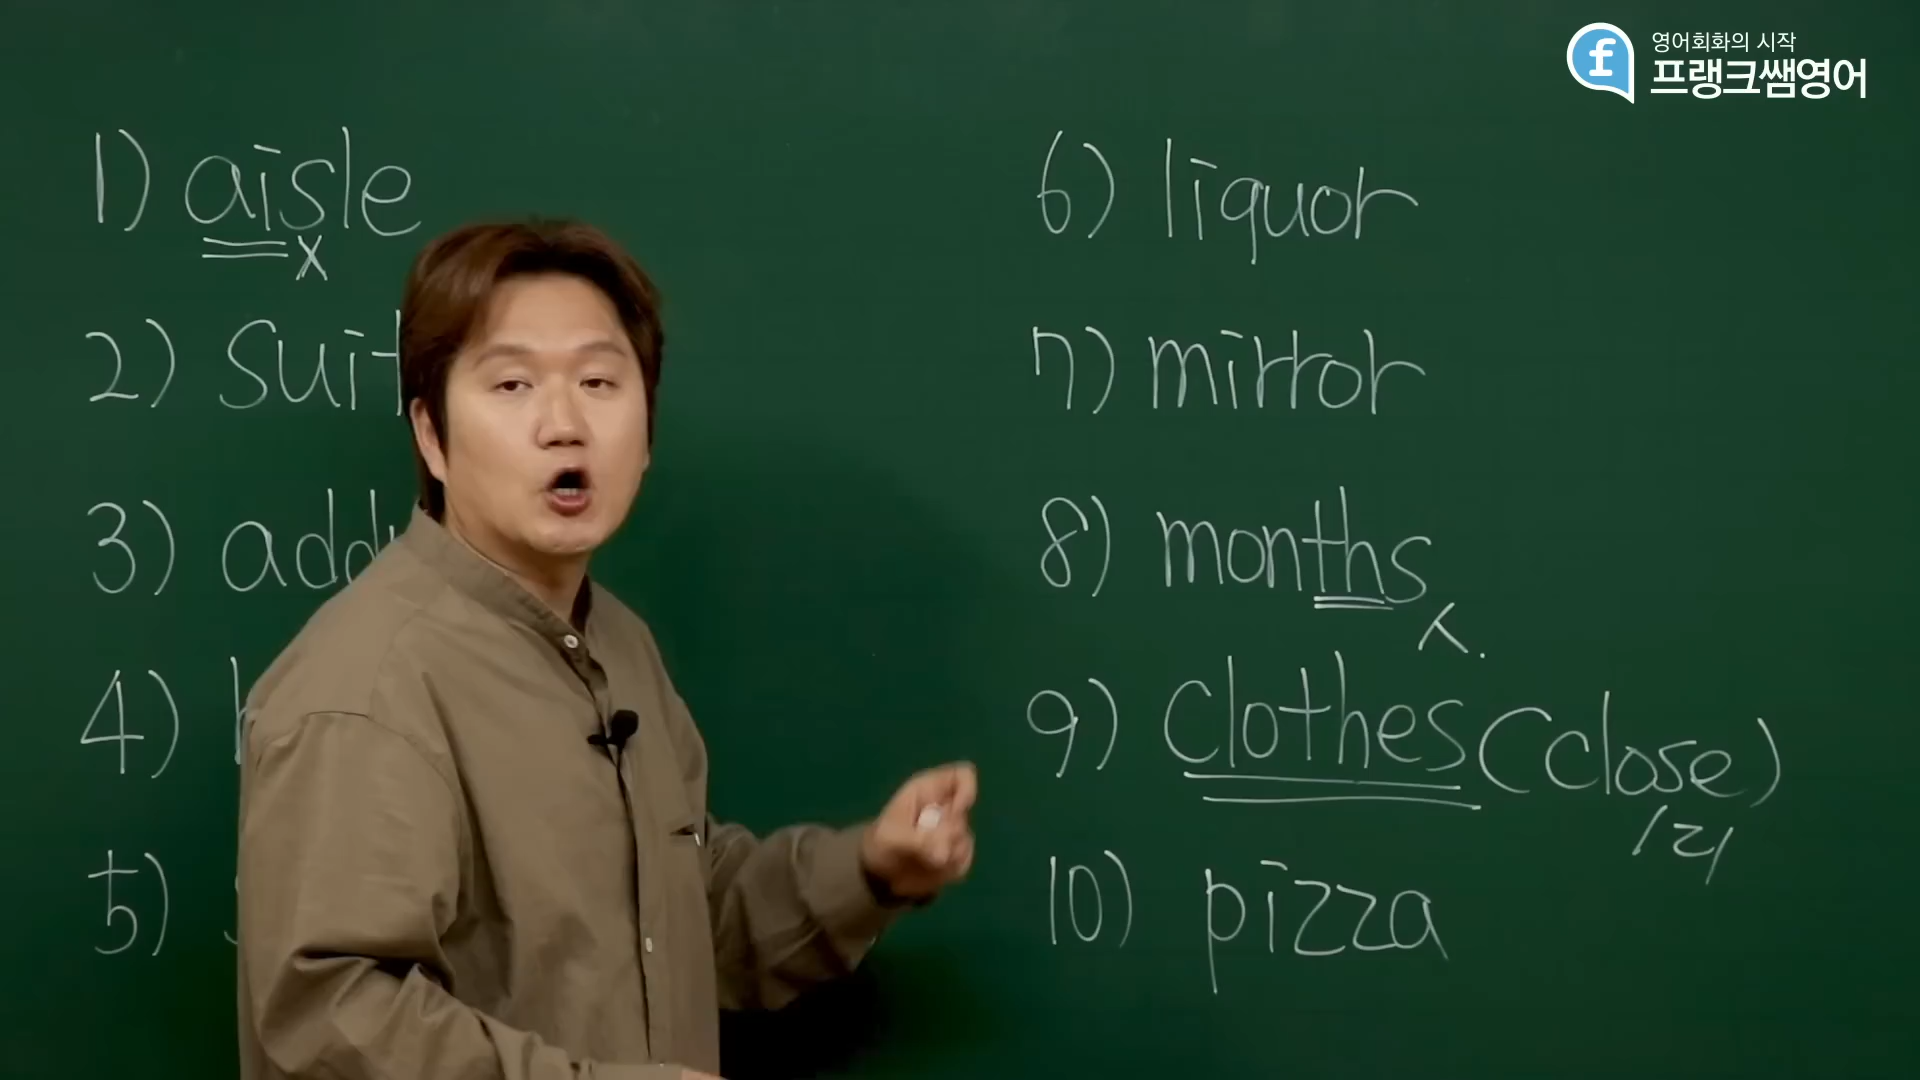 영어회화의 시작
프랭크쌤영어
1) aisle
x
2) suit
3) add
4)
5)
6) liquor
7) mirror
8) months
ㅅ.
9) clothes (close)
/z/
10) pizza